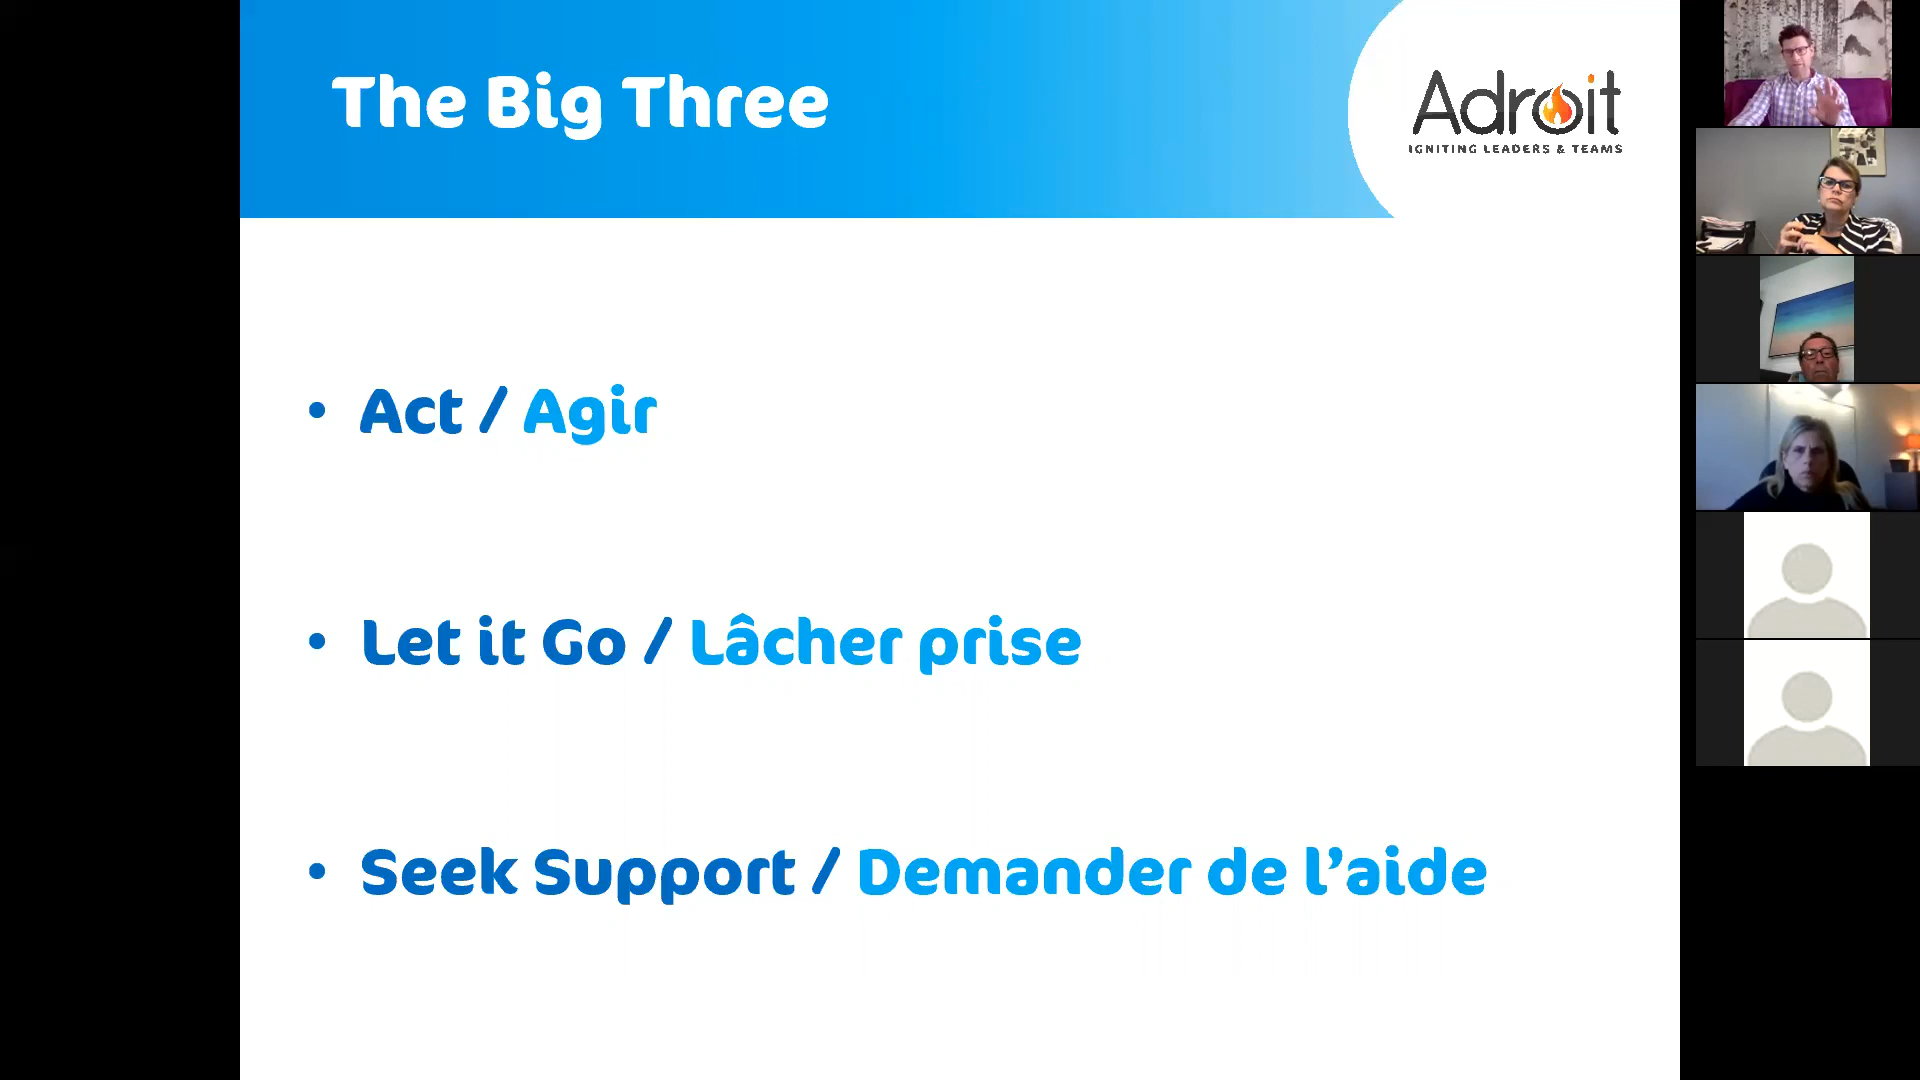 The Big Three
Adroit
IGNITING LEADERS & TEAMS
• Act / Agir
• Let it Go / Lâcher prise
• Seek Support / Demander de l’aide